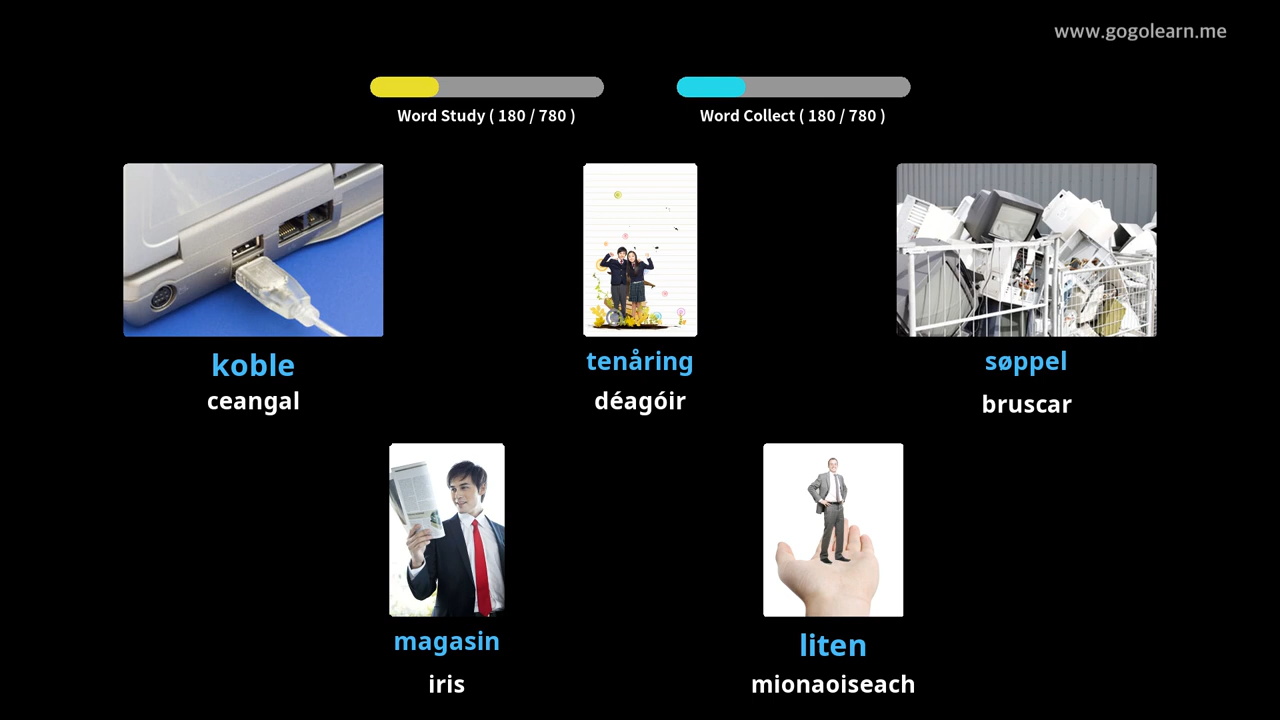 www.gogolearn.me
Word Study ( 180 / 780 )
Word Collect ( 180 / 780 )
koble
ceangal
tenåring
déagóir
søppel
bruscar
magasin
iris
liten
mionaoiseach